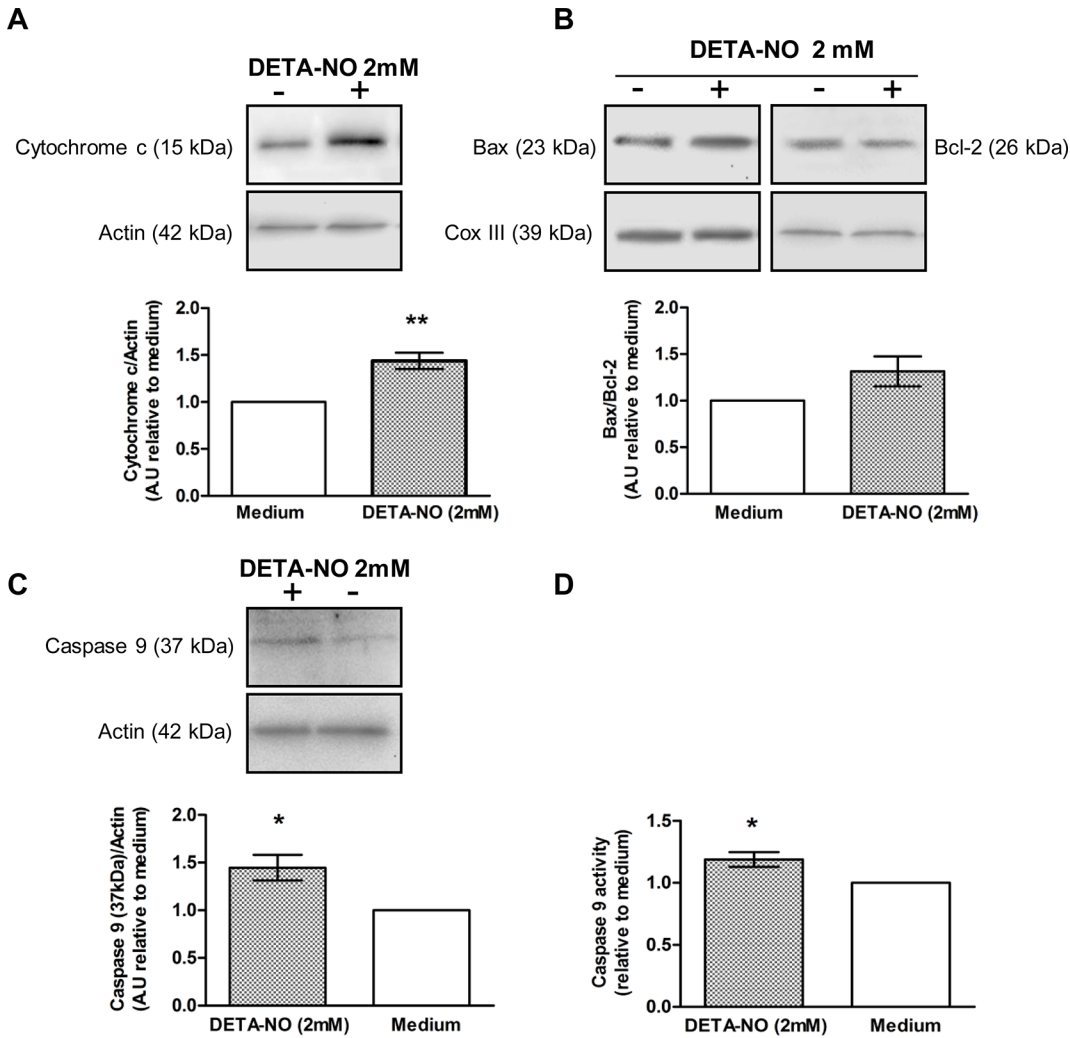 A
DETA-NO 2mM
- +
Cytochrome c (15 kDa)
Actin (42 kDa)
Cytochrome c/Actin
(A.U relative to medium)
2.0
1.5
1.0
0.5
0.0
**
Medium DETA-NO (2mM)
B
DETA-NO 2 mM
- + - +
Bax (23 kDa) Bcl-2 (26 kDa)
Cox III (39 kDa)
Bax/Bcl-2
(A.U relative to medium)
2.0
1.5
1.0
0.5
0.0
Medium DETA-NO (2mM)
C
DETA-NO 2mM
+ -
Caspase 9 (37 kDa)
Actin (42 kDa)
Caspase 9 (37kDa)/Actin
(A.U relative to medium)
2.0
1.5
1.0
0.5
0.0
*
DETA-NO (2mM) Medium
D
Caspase 9 activity
(relative to medium)
1.5
1.0
0.5
0.0
*
DETA-NO (2mM) Medium